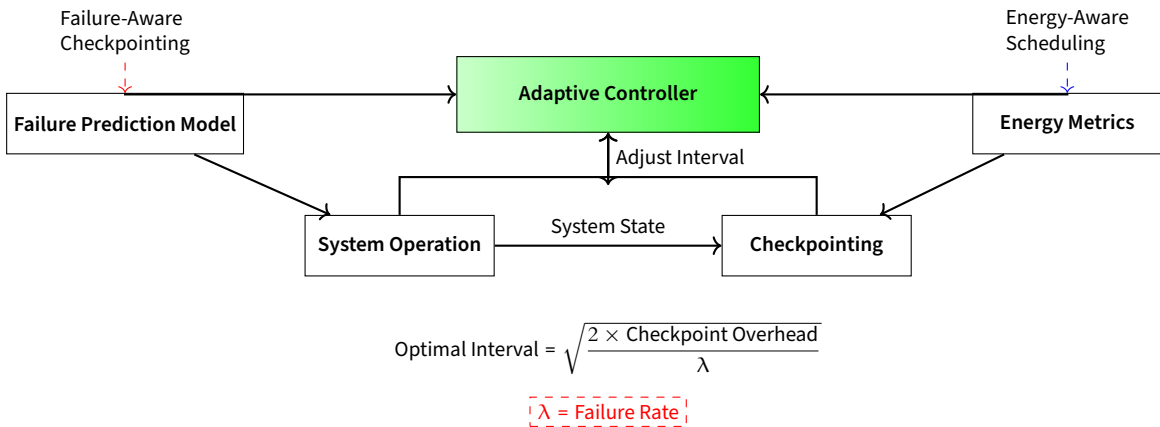 Failure-Aware
Checkpointing
Energy-Aware
Scheduling
Adaptive Controller
Failure Prediction Model
Energy Metrics
Adjust Interval
System Operation
System State
Checkpointing
Optimal Interval = √(2 × Checkpoint Overhead / λ)
λ = Failure Rate